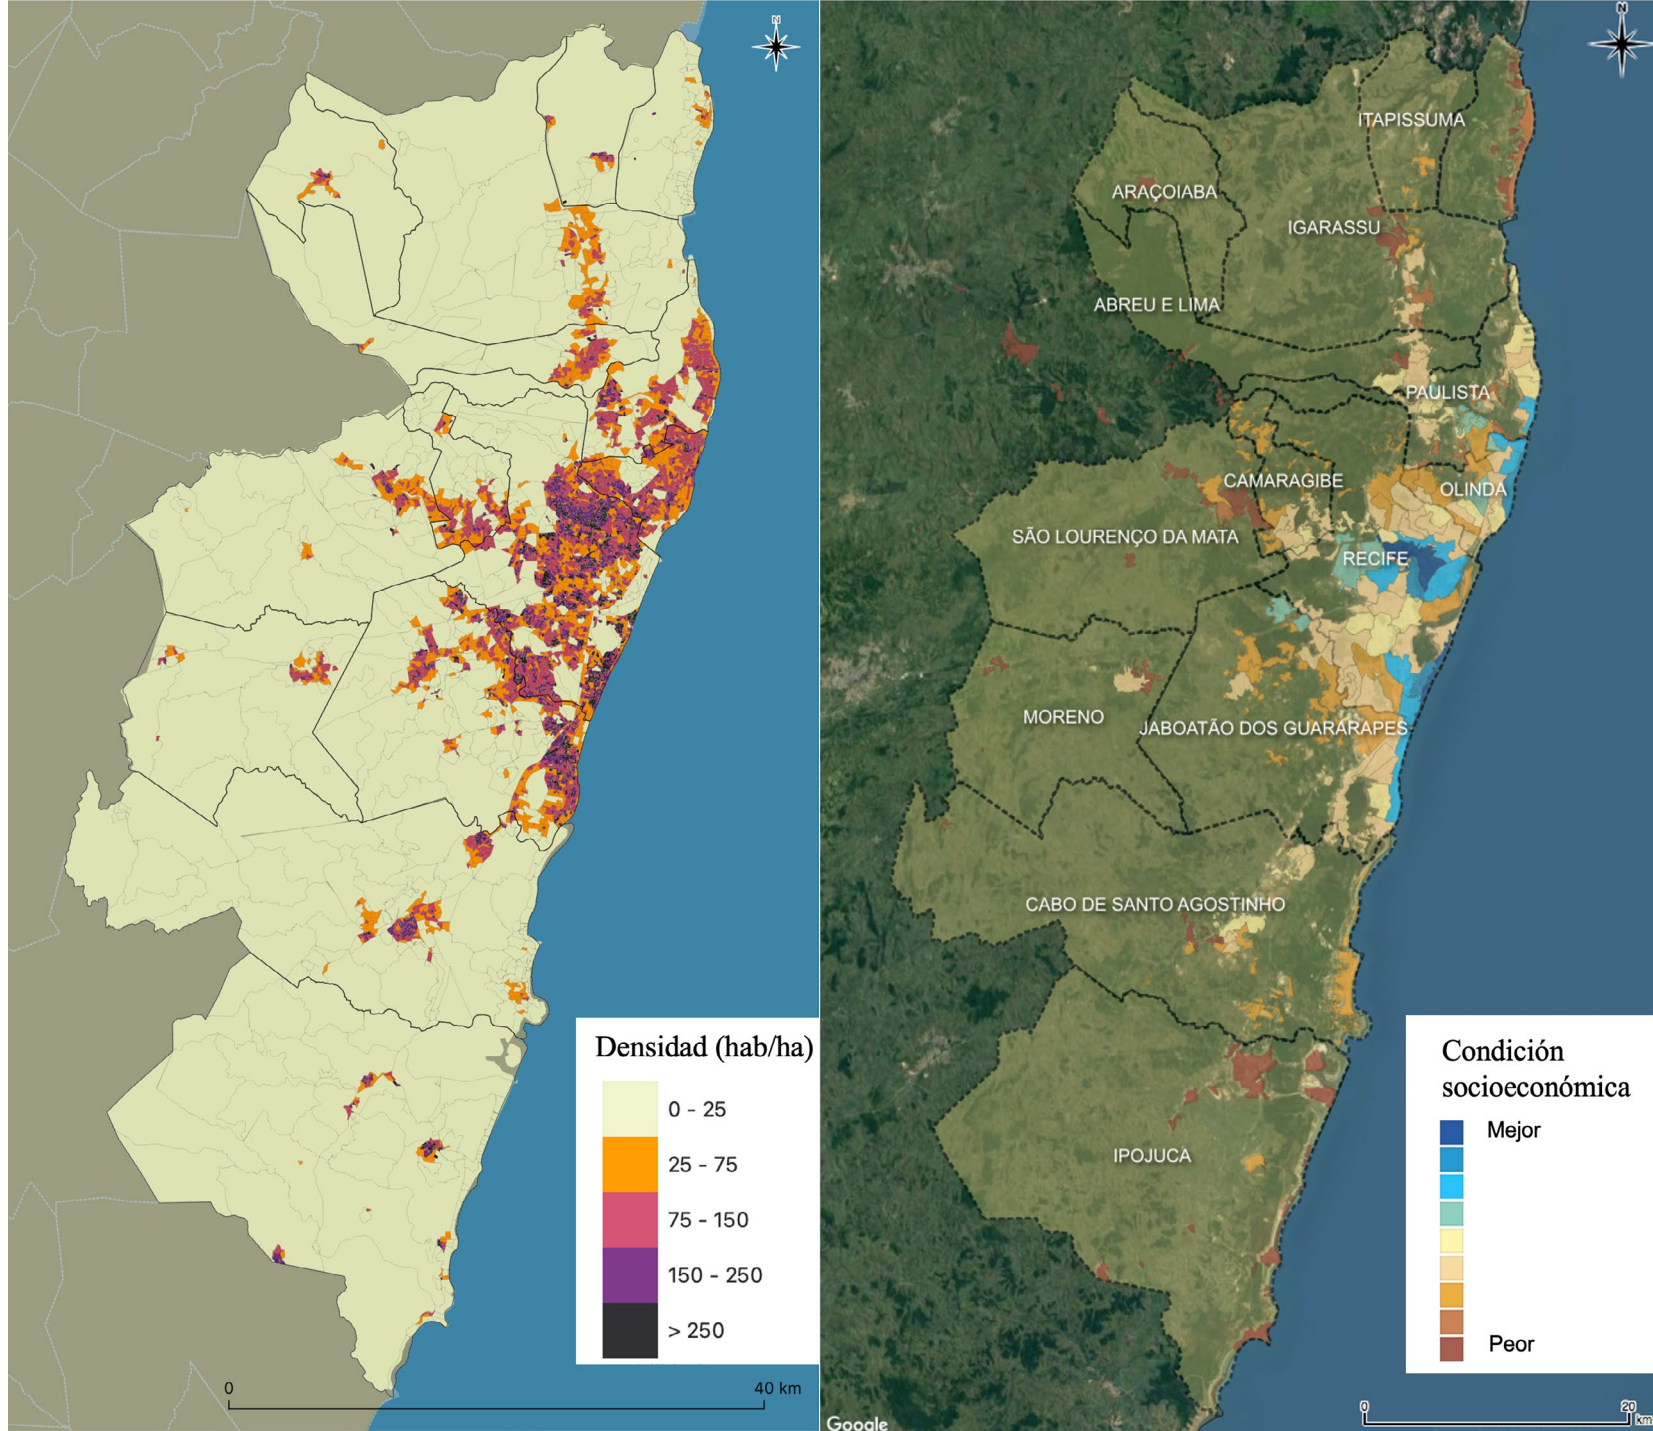 N
Densidad (hab/ha)
0 - 25
25 - 75
75 - 150
150 - 250
> 250
0
40 km
N
ITAPISSUMA
ARAÇOIABA
IGARASSU
ABREU E LIMA
PAULISTA
CAMARAGIBE
OLINDA
SÃO LOURENÇO DA MATA
RECIFE
MORENO
JABOATÃO DOS GUARARAPES
CABO DE SANTO AGOSTINHO
IPOJUCA
Condición
socioeconómica
Mejor
Peor
Google
0
20
km